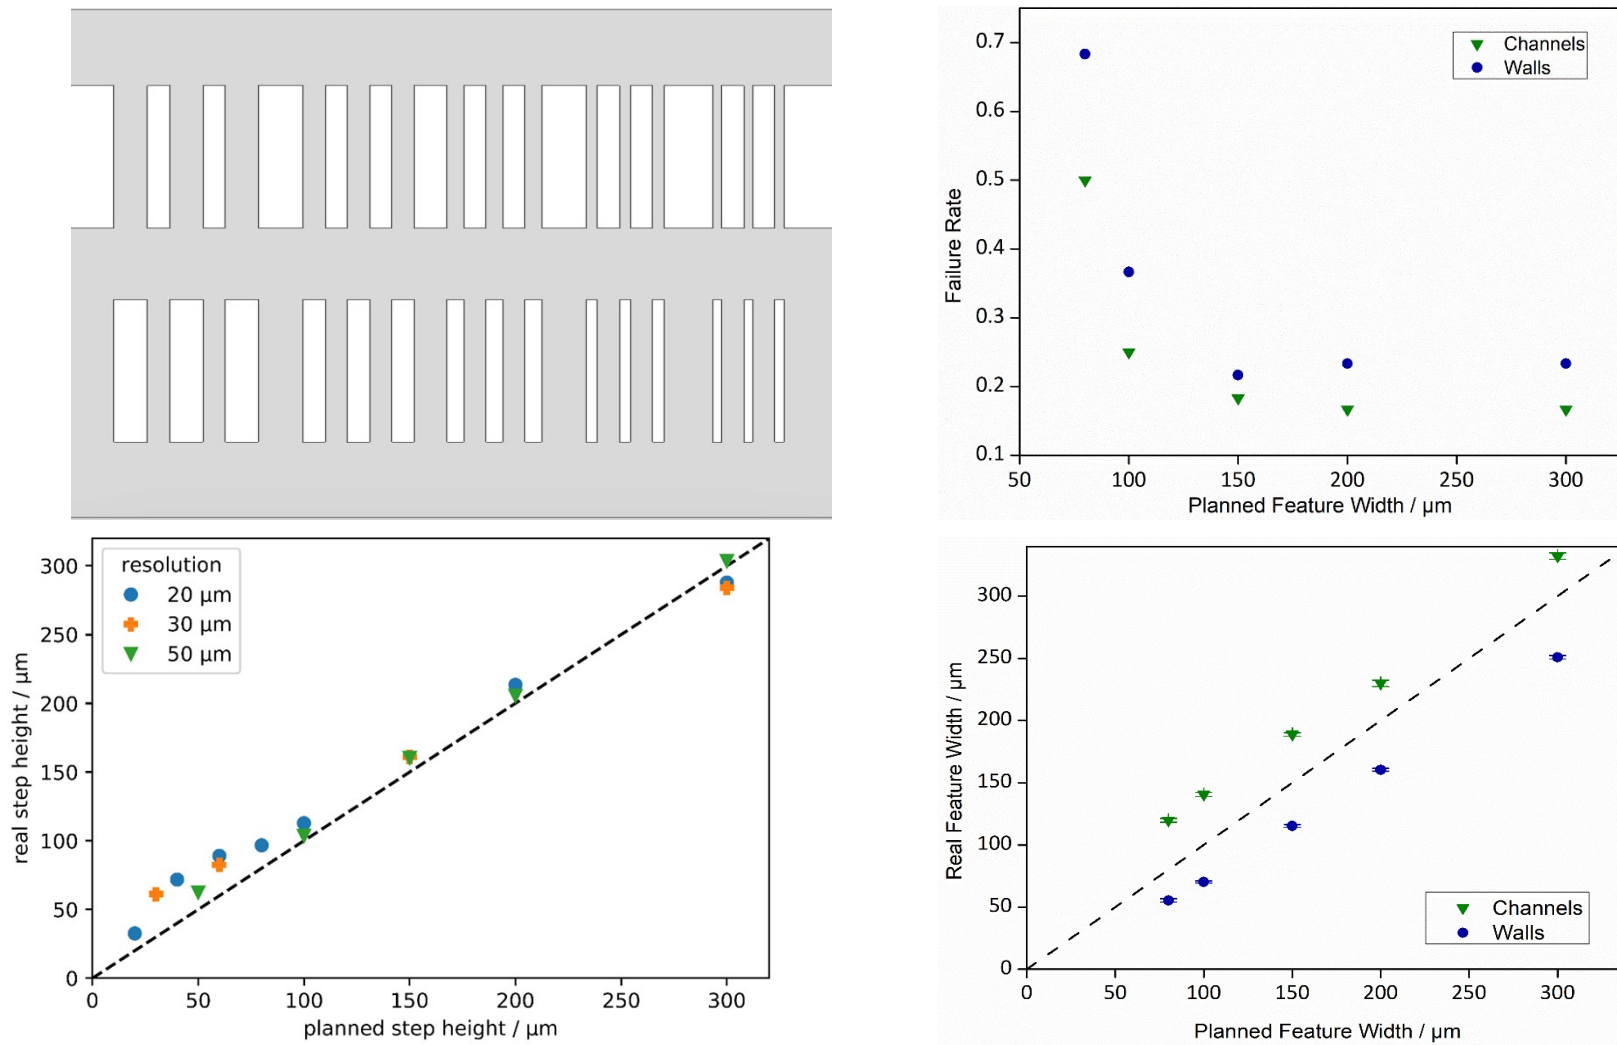 0.7
0.6
0.5
0.4
0.3
0.2
0.1
Failure Rate
Channels
Walls
50 100 150 200 250 300
Planned Feature Width / µm
resolution
20 µm
30 µm
50 µm
300
250
200
150
100
50
0
real step height / µm
0 50 100 150 200 250 300
planned step height / µm
300
250
200
150
100
50
0
Real Feature Width / µm
Channels
Walls
0 50 100 150 200 250 300
Planned Feature Width / µm